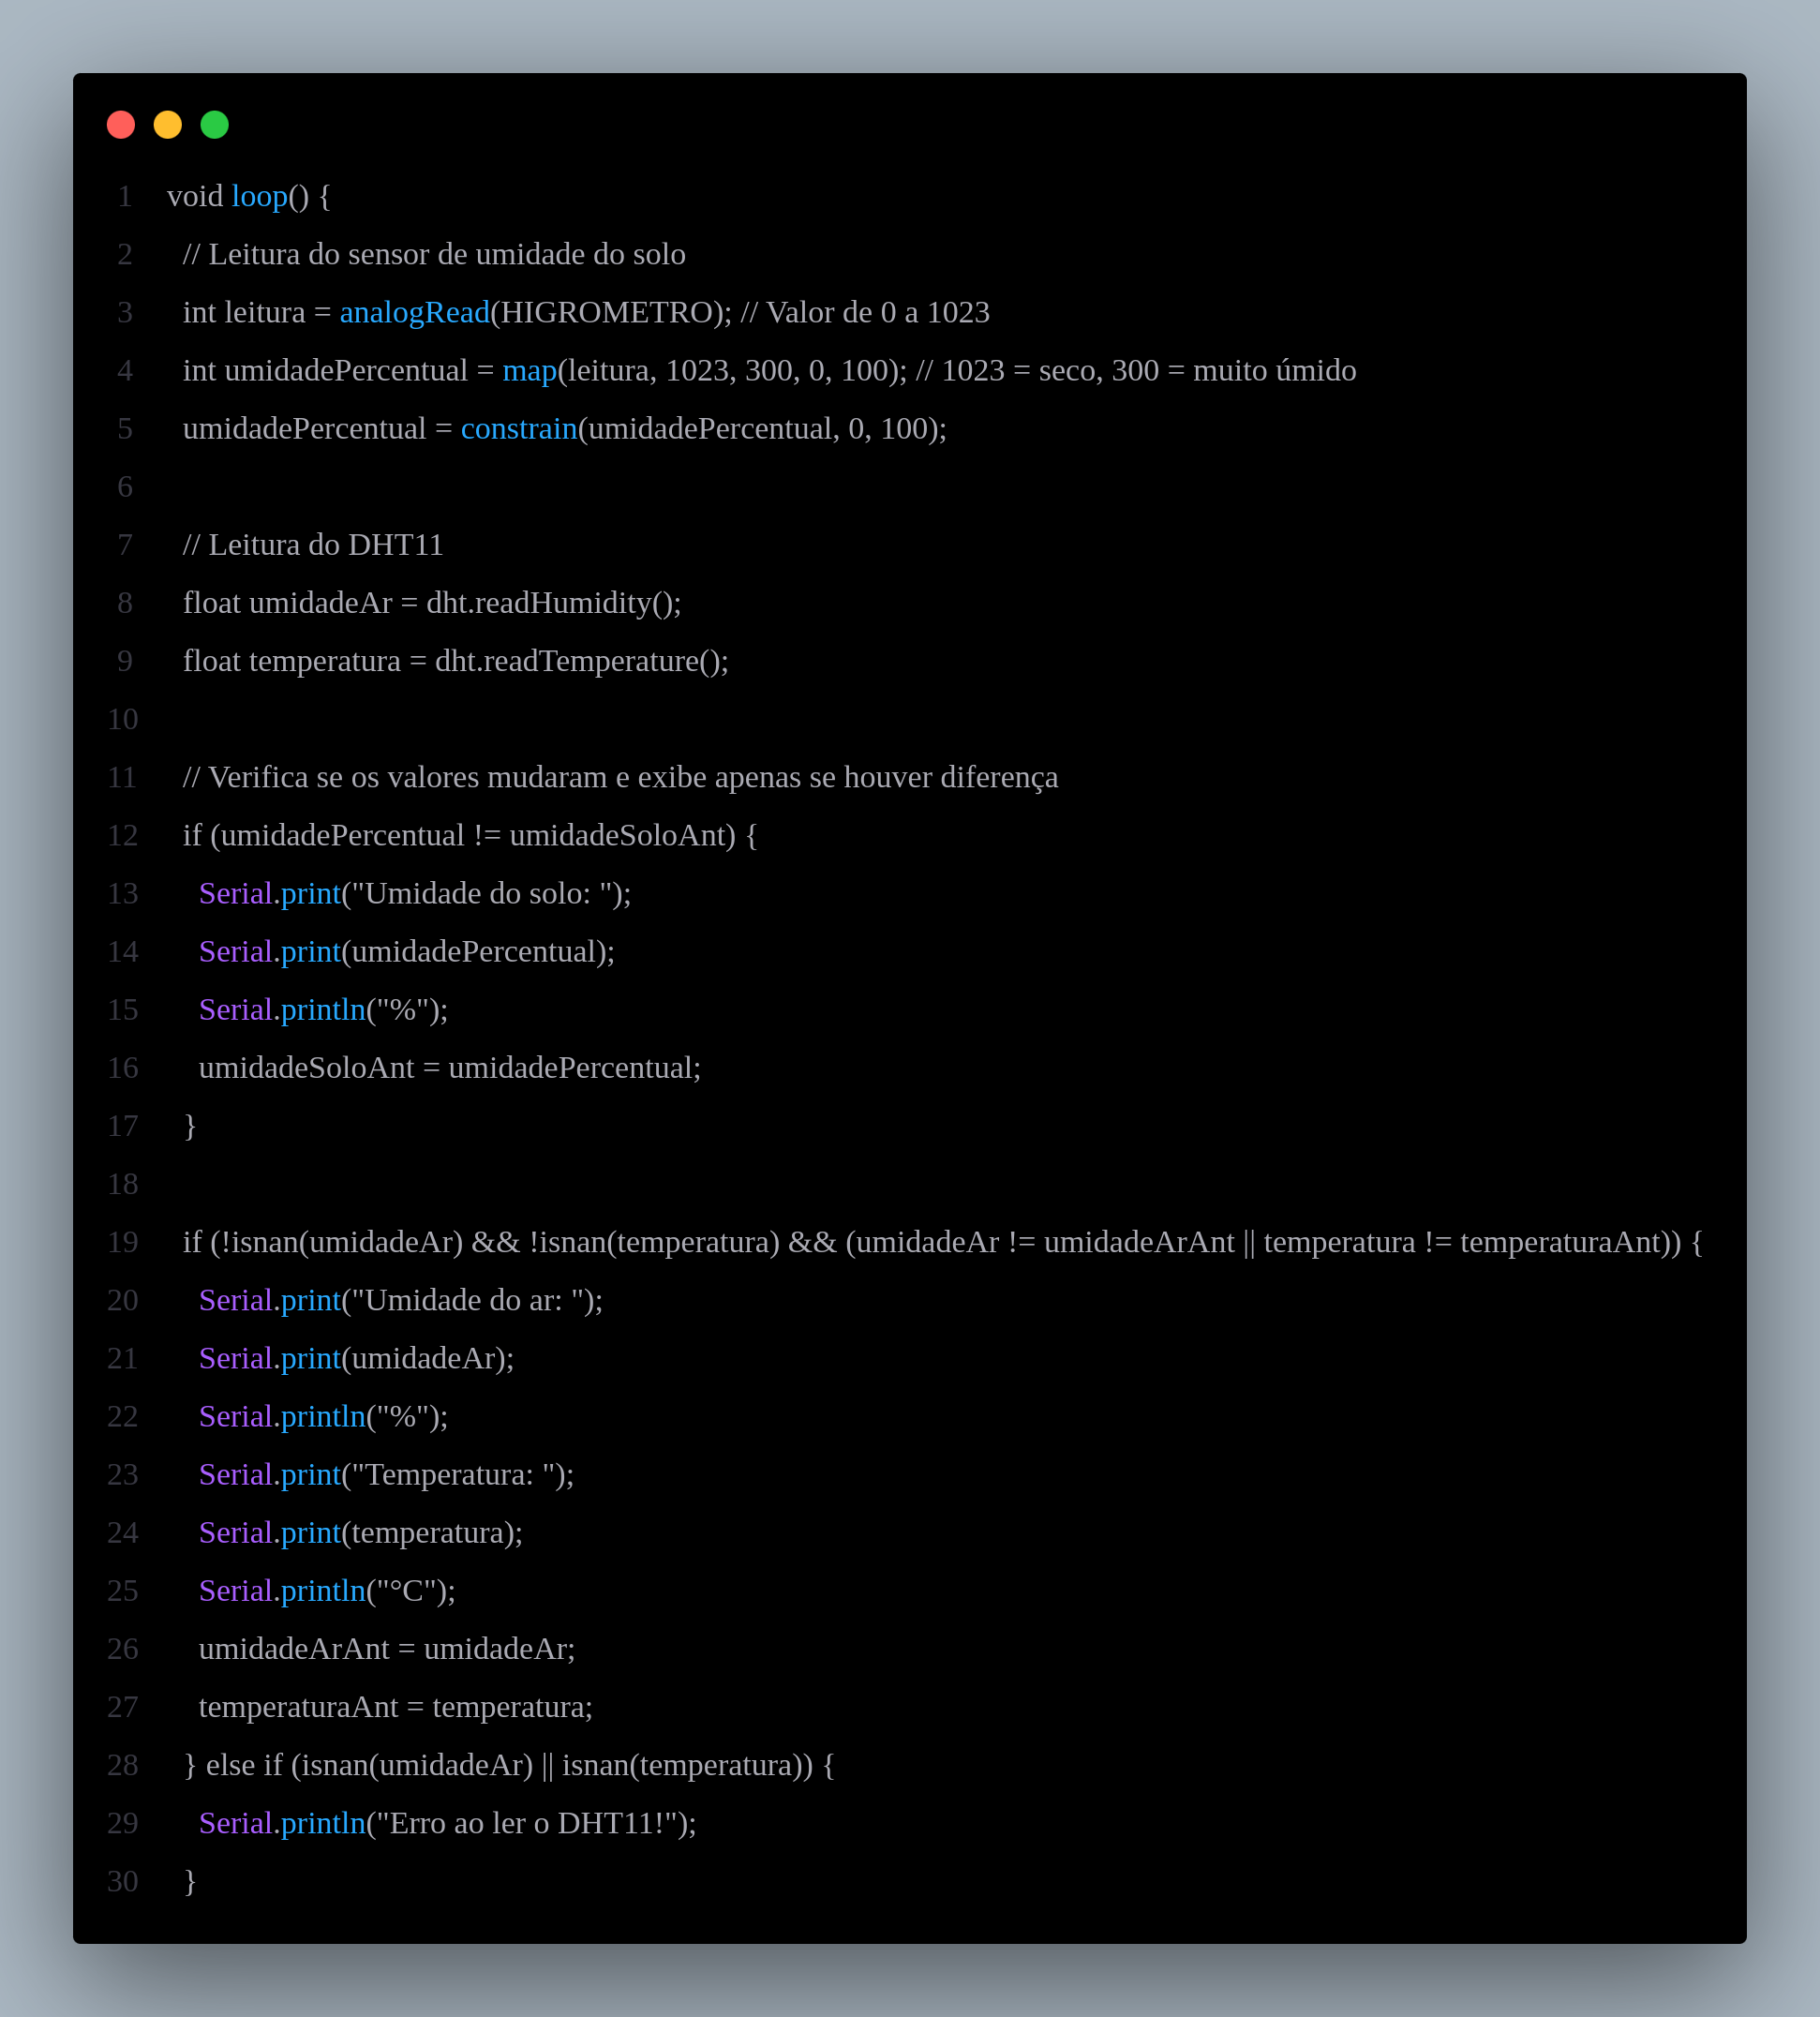 1 void loop() {
2 // Leitura do sensor de umidade do solo
3 int leitura = analogRead(HIGROMETRO); // Valor de 0 a 1023
4 int umidadePercentual = map(leitura, 1023, 300, 0, 100); // 1023 = seco, 300 = muito úmido
5 umidadePercentual = constrain(umidadePercentual, 0, 100);
6
7 // Leitura do DHT11
8 float umidadeAr = dht.readHumidity();
9 float temperatura = dht.readTemperature();
10
11 // Verifica se os valores mudaram e exibe apenas se houver diferença
12 if (umidadePercentual != umidadeSoloAnt) {
13 Serial.print("Umidade do solo: ");
14 Serial.print(umidadePercentual);
15 Serial.println("%");
16 umidadeSoloAnt = umidadePercentual;
17 }
18
19 if (!isnan(umidadeAr) && !isnan(temperatura) && (umidadeAr != umidadeArAnt || temperatura != temperaturaAnt)) {
20 Serial.print("Umidade do ar: ");
21 Serial.print(umidadeAr);
22 Serial.println("%");
23 Serial.print("Temperatura: ");
24 Serial.print(temperatura);
25 Serial.println("°C");
26 umidadeArAnt = umidadeAr;
27 temperaturaAnt = temperatura;
28 } else if (isnan(umidadeAr) || isnan(temperatura)) {
29 Serial.println("Erro ao ler o DHT11!");
30 }